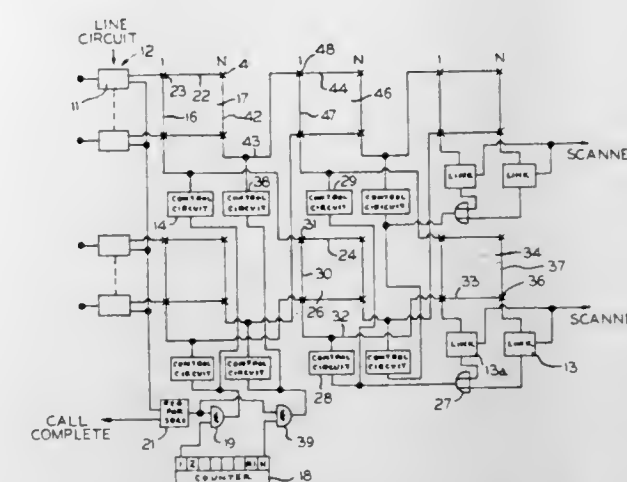 LINE
CIRCUIT
12
1
N
4
48
1
N
1
N
11
23
22
17
44
46
16
42
47
43
SCANNE
LINK
LINK
38
29
CONTROL
CIRCUIT
CONTROL
CIRCUIT
CONTROL
CIRCUIT
CONTROL
CIRCUIT
14
31
24
34
30
37
33
36
26
32
SCANNE
LINK
LINK
CONTROL
CIRCUIT
CONTROL
CIRCUIT
CONTROL
CIRCUIT
CONTROL
CIRCUIT
13a
13
28
27
CALL
COMPLETE
21
19
39
1 2 N
COUNTER
18